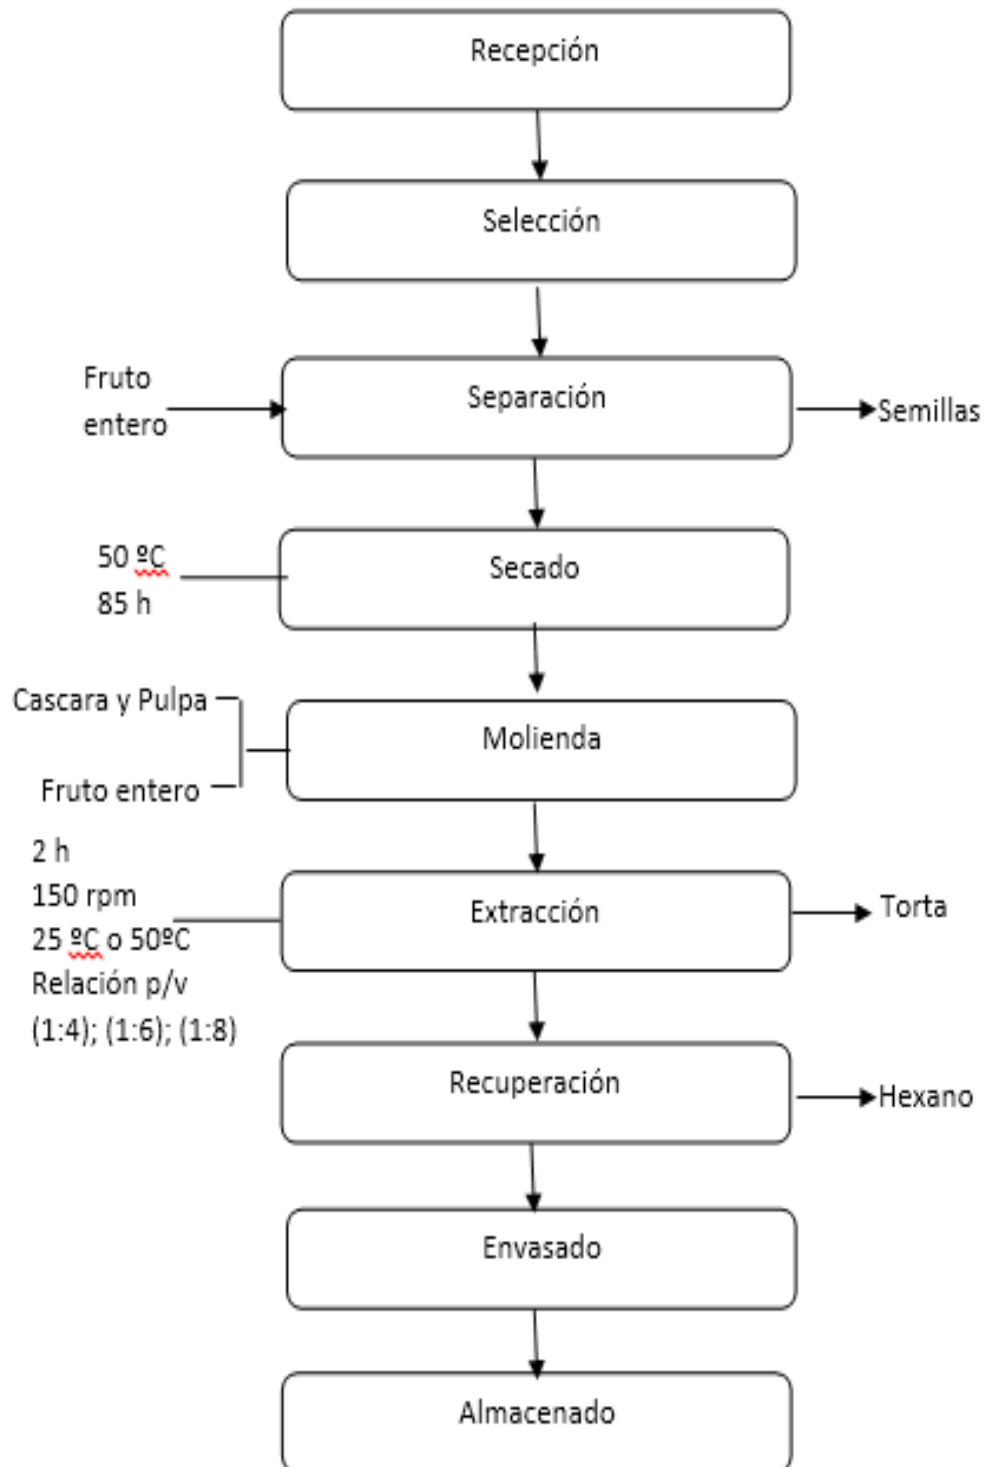 Recepción
Selección
Fruto
entero
Separación
Semillas
50 ºC
85 h
Secado
Cascara y Pulpa
Fruto entero
Molienda
2 h
150 rpm
25 ºC o 50ºC
Relación p/v
(1:4); (1:6); (1:8)
Extracción
Torta
Recuperación
Hexano
Envasado
Almacenado